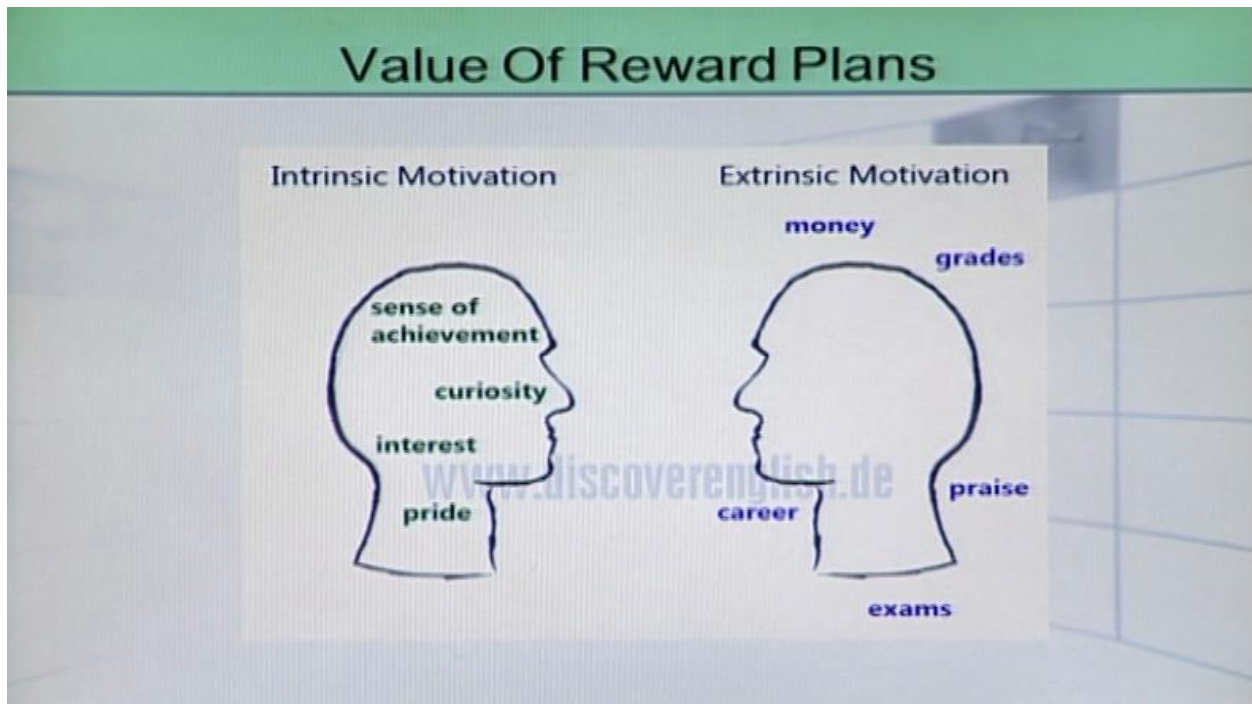 Value Of Reward Plans
Intrinsic Motivation
sense of
achievement
curiosity
interest
pride
Extrinsic Motivation
money
grades
praise
career
exams
www.discoverenglish.de